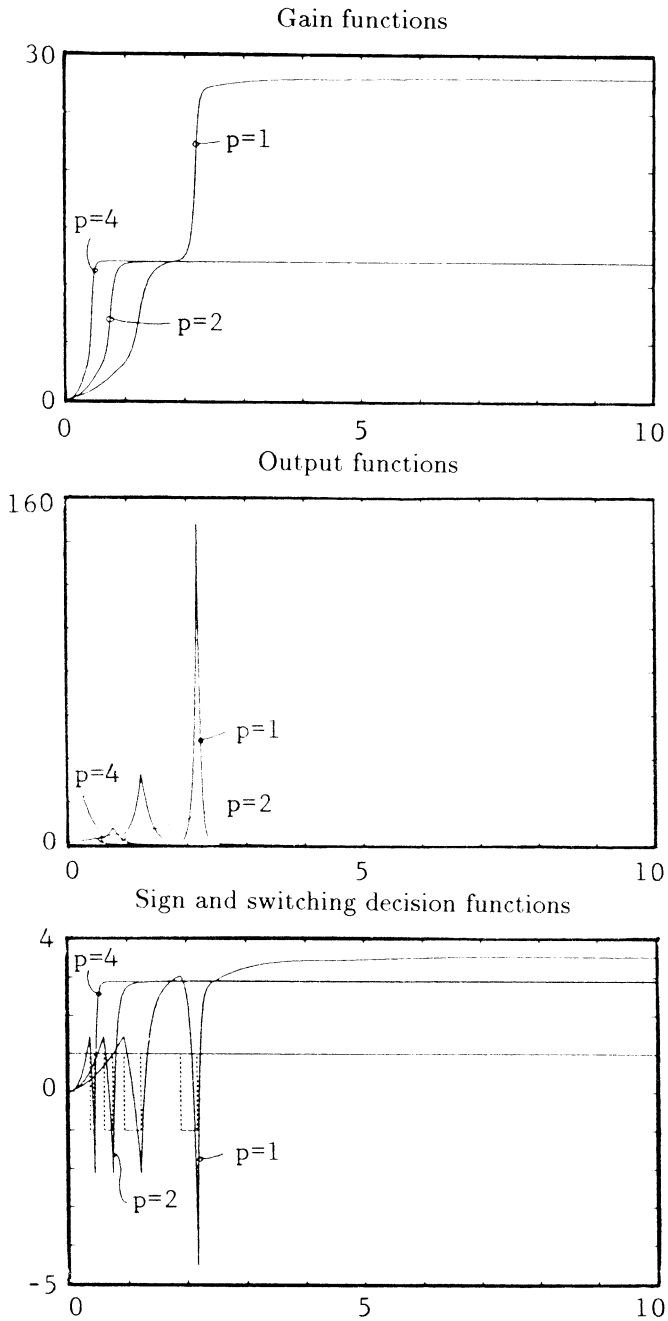 Gain functions
30
p=1
p=4
p=2
0
0 5 10
Output functions
160
p=1
p=4
p=2
0
0 5 10
Sign and switching decision functions
4
p=4
0
p=1
p=2
-5
0 5 10